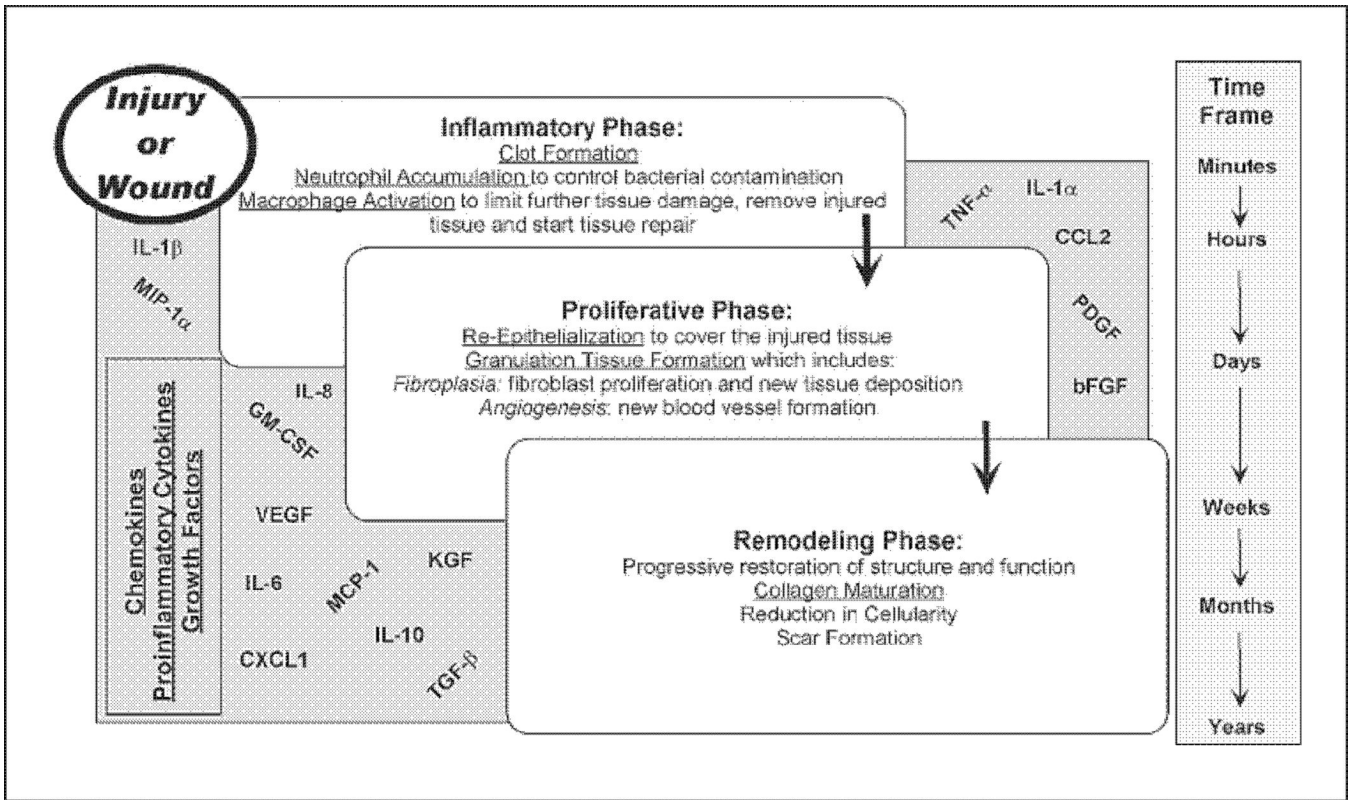 Injury
or
Wound
Inflammatory Phase:
Clot Formation
Neutrophil Accumulation to control bacterial contamination
Macrophage Activation to limit further tissue damage, remove injured
tissue and start tissue repair
IL-1β
MIP-1α
TNF-α
IL-1α
CCL2
PDGF
bFGF
Proliferative Phase:
Re-Epithelialization to cover the injured tissue
Granulation Tissue Formation which includes:
Fibroplasia: fibroblast proliferation and new tissue deposition
Angiogenesis: new blood vessel formation
Chemokines
Proinflammatory Cytokines
Growth Factors
IL-8
GM-CSF
VEGF
IL-6
MCP-1
KGF
IL-10
CXCL1
TGF-β
Remodeling Phase:
Progressive restoration of structure and function
Collagen Maturation
Reduction in Cellularity
Scar Formation
Time
Frame
Minutes
Hours
Days
Weeks
Months
Years